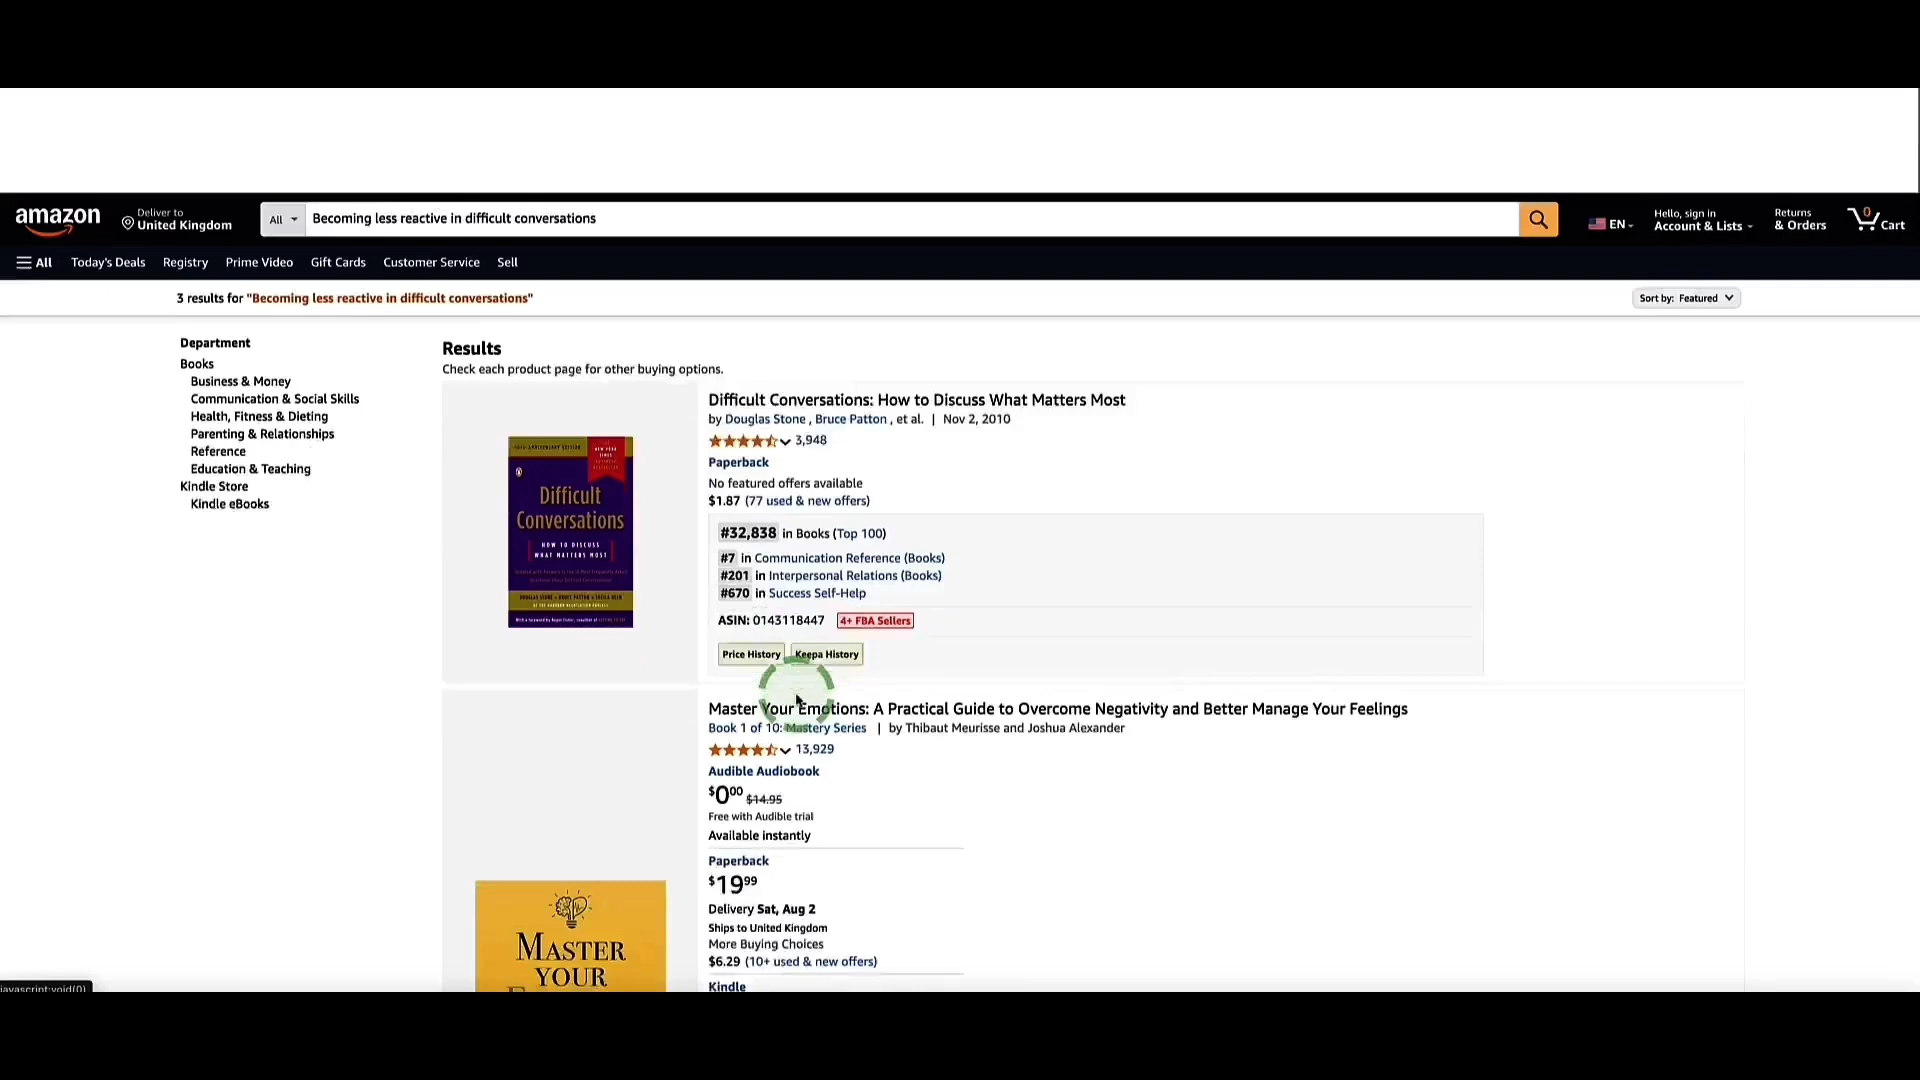 amazon
Deliver to
United Kingdom
All
Becoming less reactive in difficult conversations
EN
Hello, sign in
Account & Lists
Returns
& Orders
0
Cart
All
Today's Deals
Registry
Prime Video
Gift Cards
Customer Service
Sell
3 results for "Becoming less reactive in difficult conversations"
Sort by: Featured
Department
Books
Business & Money
Communication & Social Skills
Health, Fitness & Dieting
Parenting & Relationships
Reference
Education & Teaching
Kindle Store
Kindle eBooks
Results
Check each product page for other buying options.
Difficult
Conversations
HOW TO DISCUSS
WHAT MATTERS MOST
Difficult Conversations: How to Discuss What Matters Most
by Douglas Stone , Bruce Patton , et al. | Nov 2, 2010
3,948
Paperback
No featured offers available
$1.87 (77 used & new offers)
#32,838 in Books (Top 100)
#7 in Communication Reference (Books)
#201 in Interpersonal Relations (Books)
#670 in Success Self-Help
ASIN: 0143118447 4+ FBA Sellers
Price History Keepa History
Master Your Emotions: A Practical Guide to Overcome Negativity and Better Manage Your Feelings
Book 1 of 10: Mastery Series | by Thibaut Meurisse and Joshua Alexander
13,929
Audible Audiobook
$0.00 $14.95
Free with Audible trial
Available instantly
Paperback
$19.99
Delivery Sat, Aug 2
Ships to United Kingdom
More Buying Choices
$6.29 (10+ used & new offers)
Kindle
MASTER
YOUR
javascript:void(0)